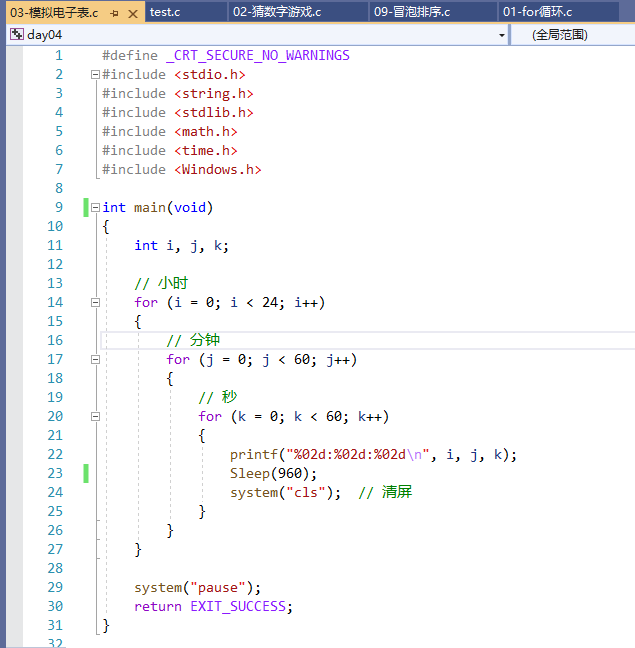 03-模拟电子表.c test.c 02-猜数字游戏.c 09-冒泡排序.c 01-for循环.c
day04 (全局范围)
1 #define _CRT_SECURE_NO_WARNINGS
2 #include <stdio.h>
3 #include <string.h>
4 #include <stdlib.h>
5 #include <math.h>
6 #include <time.h>
7 #include <Windows.h>
8
9 int main(void)
10 {
11 int i, j, k;
12
13 // 小时
14 for (i = 0; i < 24; i++)
15 {
16 // 分钟
17 for (j = 0; j < 60; j++)
18 {
19 // 秒
20 for (k = 0; k < 60; k++)
21 {
22 printf("%02d:%02d:%02d\n", i, j, k);
23 Sleep(960);
24 system("cls"); // 清屏
25 }
26 }
27 }
28
29 system("pause");
30 return EXIT_SUCCESS;
31 }
32